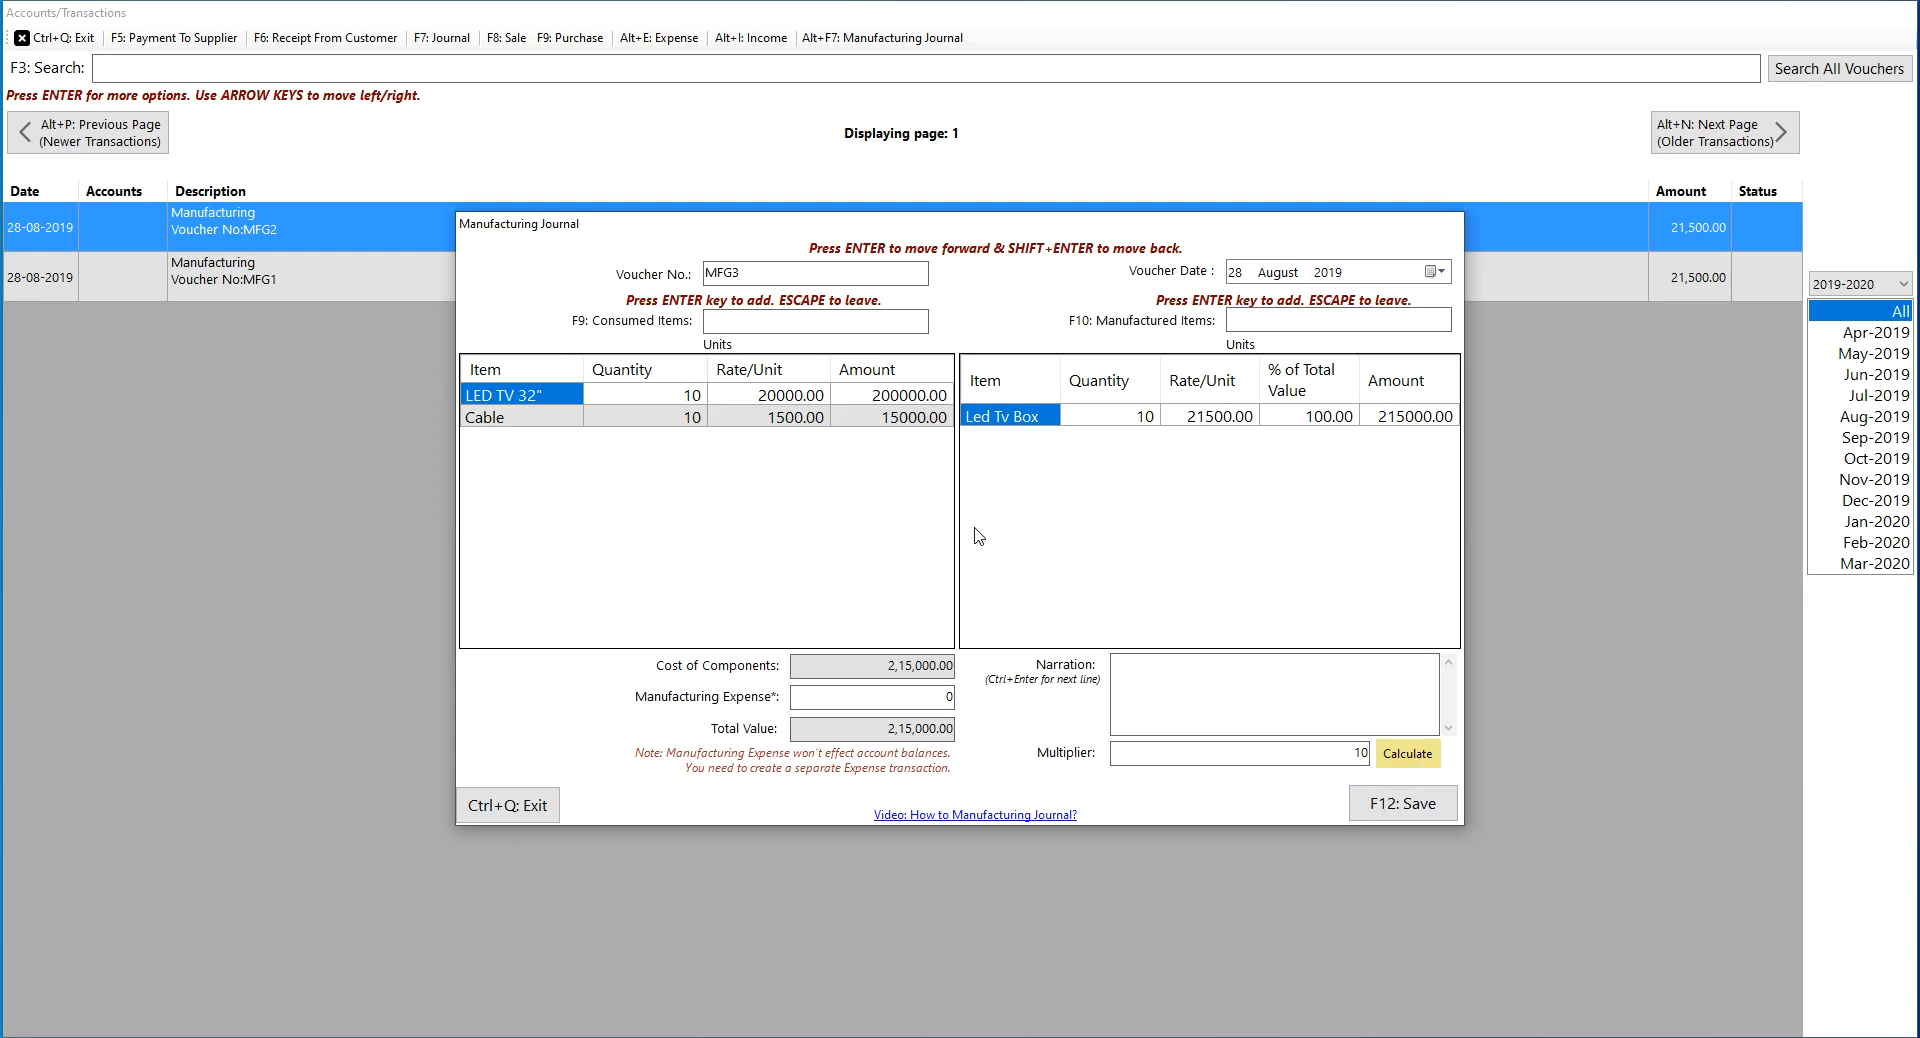 Accounts/Transactions
Ctrl+Q: Exit F5: Payment To Supplier F6: Receipt From Customer F7: Journal F8: Sale F9: Purchase Alt+E: Expense Alt+I: Income Alt+F7: Manufacturing Journal
F3: Search: Search All Vouchers
Press ENTER for more options. Use ARROW KEYS to move left/right.
Alt+P: Previous Page
(Newer Transactions)
Displaying page: 1
Alt+N: Next Page
(Older Transactions)
Date Accounts Description Amount Status
28-08-2019 Manufacturing
Voucher No:MFG2 21,500.00
28-08-2019 Manufacturing
Voucher No:MFG1 21,500.00
Manufacturing Journal
Press ENTER to move forward & SHIFT+ENTER to move back.
Voucher No.: MFG3 Voucher Date : 28 August 2019
Press ENTER key to add. ESCAPE to leave. Press ENTER key to add. ESCAPE to leave.
F9: Consumed Items: F10: Manufactured Items:
Units Units
Item Quantity Rate/Unit Amount
LED TV 32" 10 20000.00 200000.00
Cable 10 1500.00 15000.00
Item Quantity Rate/Unit % of Total Value Amount
Led Tv Box 10 21500.00 100.00 215000.00
Cost of Components: 2,15,000.00
Manufacturing Expense*: 0
Total Value: 2,15,000.00
Note: Manufacturing Expense won't effect account balances.
You need to create a separate Expense transaction.
Narration:
(Ctrl+Enter for next line)
Multiplier: 10 Calculate
Ctrl+Q: Exit Video: How to Manufacturing Journal? F12: Save
2019-2020
All
Apr-2019
May-2019
Jun-2019
Jul-2019
Aug-2019
Sep-2019
Oct-2019
Nov-2019
Dec-2019
Jan-2020
Feb-2020
Mar-2020